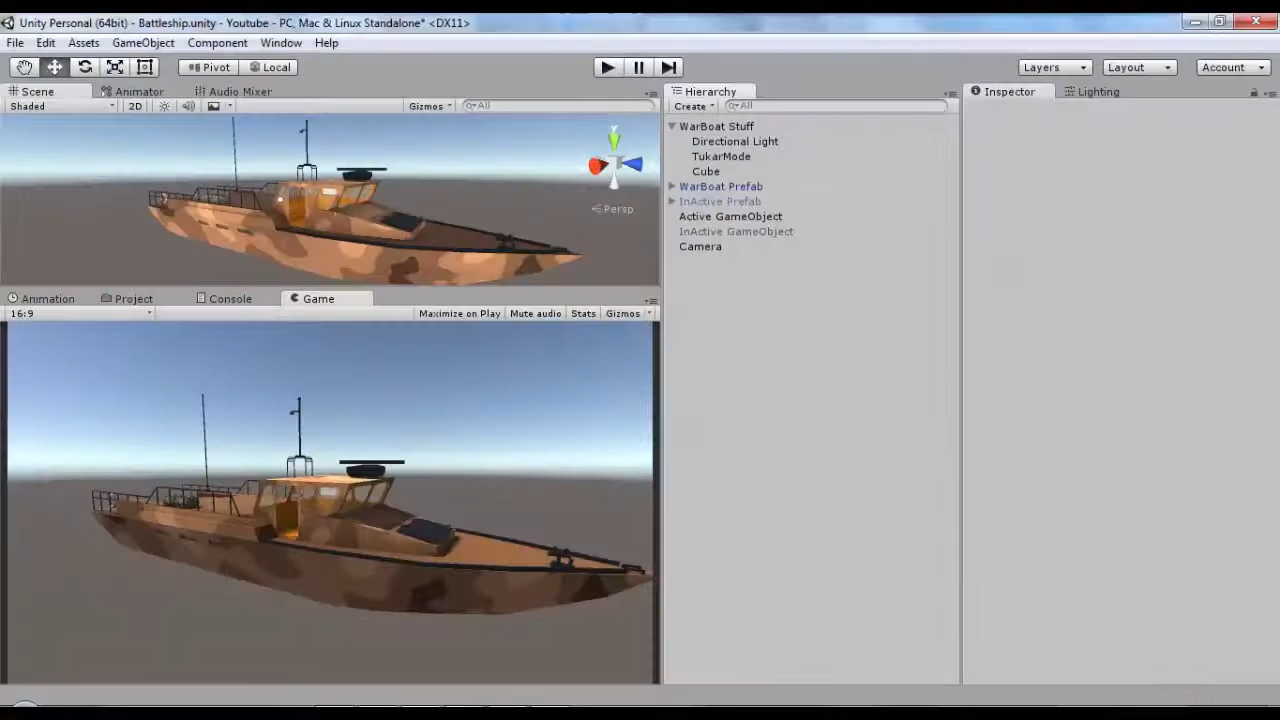 Unity Personal (64bit) - Battleship.unity - Youtube - PC, Mac & Linux Standalone* <DX11>
File Edit Assets GameObject Component Window Help
Pivot Local Layers Layout Account
Scene Animator Audio Mixer
Shaded 2D Gizmos All
y
Persp
Hierarchy
Create All
WarBoat Stuff
Directional Light
TukarMode
Cube
WarBoat Prefab
InActive Prefab
Active GameObject
InActive GameObject
Camera
Inspector Lighting
Animation Project Console Game
16:9 Maximize on Play Mute audio Stats Gizmos